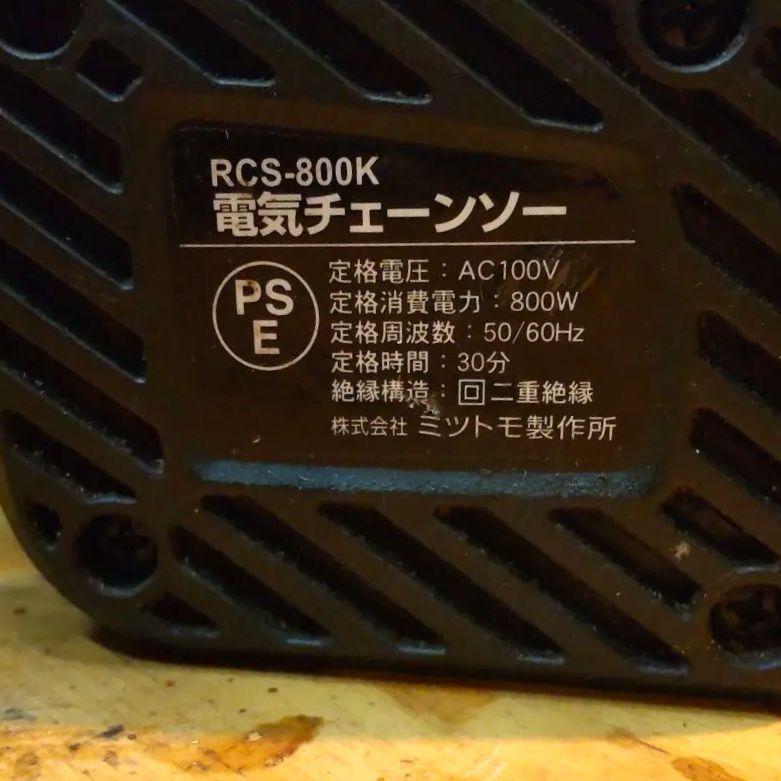 RCS-800K
電気チェーンソー
PS
E
定格電圧：AC100V
定格消費電力：800W
定格周波数：50/60Hz
定格時間：30分
絶縁構造：回二重絶縁
株式会社 ミツトモ製作所